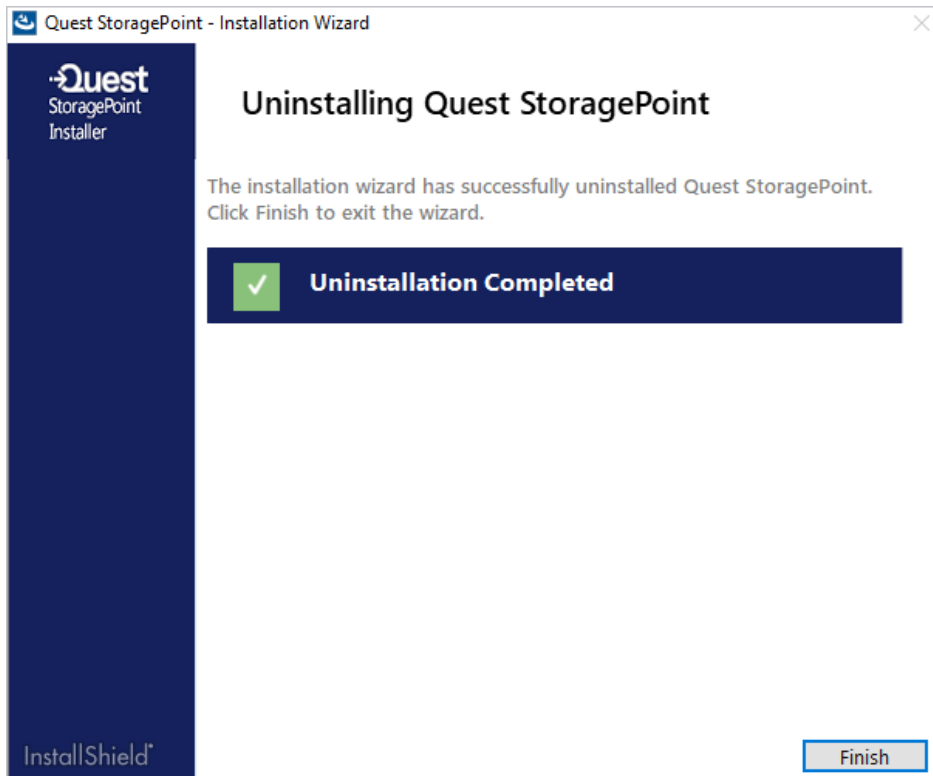 Quest StoragePoint - Installation Wizard
Quest
StoragePoint
Installer
Uninstalling Quest StoragePoint
The installation wizard has successfully uninstalled Quest StoragePoint.
Click Finish to exit the wizard.
Uninstallation Completed
InstallShield®
Finish